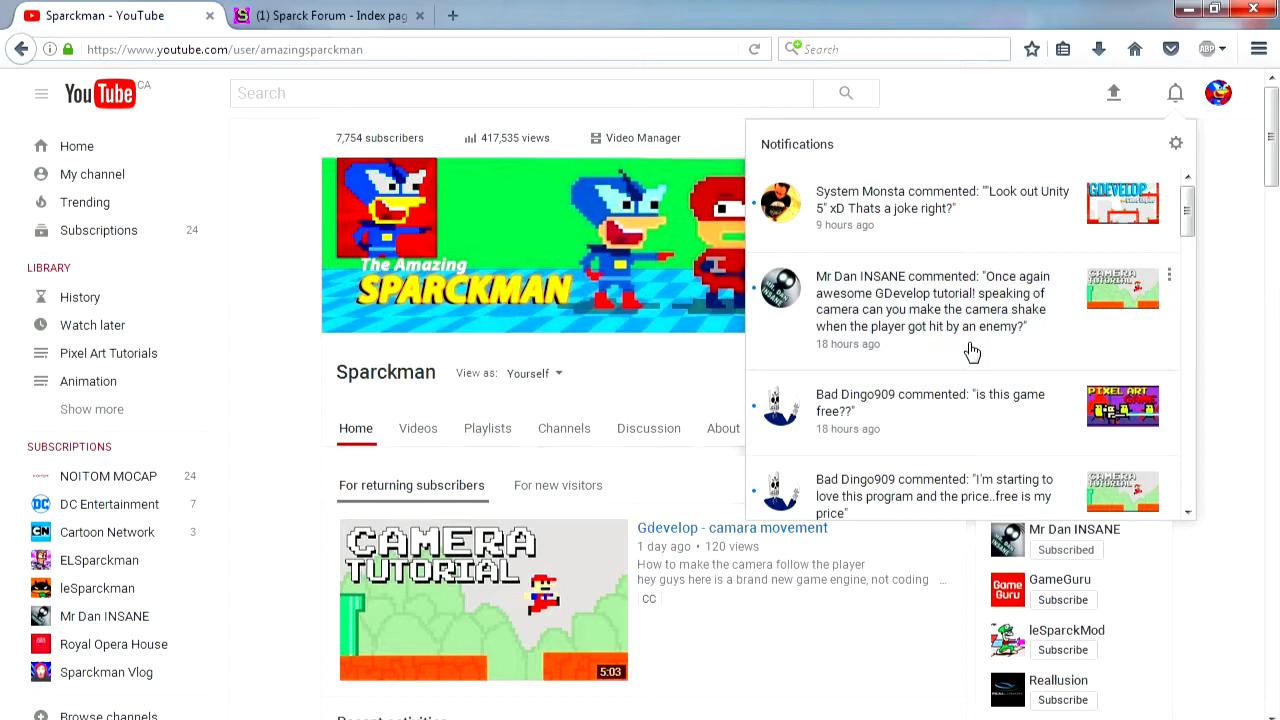 Sparckman - YouTube
(1) Sparck Forum - Index pag
https://www.youtube.com/user/amazingsparckman
Search
ABP
YouTube CA
Search
7,754 subscribers
417,535 views
Video Manager
Home
My channel
Trending
Subscriptions 24
LIBRARY
History
Watch later
Pixel Art Tutorials
Animation
Show more
SUBSCRIPTIONS
NOITOM MOCAP 24
DC Entertainment 7
Cartoon Network 3
ELSparckman
leSparckman
Mr Dan INSANE
Royal Opera House
Sparckman Vlog
Browse channels
The Amazing
SPARCKMAN
Sparckman
View as: Yourself
Home
Videos
Playlists
Channels
Discussion
About
For returning subscribers
For new visitors
CAMERA
TUTORIAL
5:03
Gdevelop - camara movement
1 day ago • 120 views
How to make the camera follow the player
hey guys here is a brand new game engine, not coding ...
CC
Recent activities
Notifications
System Monsta commented: ""Look out Unity
5" xD Thats a joke right?"
hours ago
GDEVELOP
Mr Dan INSANE commented: "Once again
awesome GDevelop tutorial! speaking of
camera can you make the camera shake
when the player got hit by an enemy?"
18 hours ago
CAMERA
TUTORIAL
Bad Dingo909 commented: "is this game
free??"
18 hours ago
PIXEL ART
GAME
Bad Dingo909 commented: "I'm starting to
love this program and the price..free is my
price"
CAMERA
TUTORIAL
Mr Dan INSANE
Subscribed
GameGuru
Subscribe
Game
Guru
leSparckMod
Subscribe
Reallusion
Subscribe